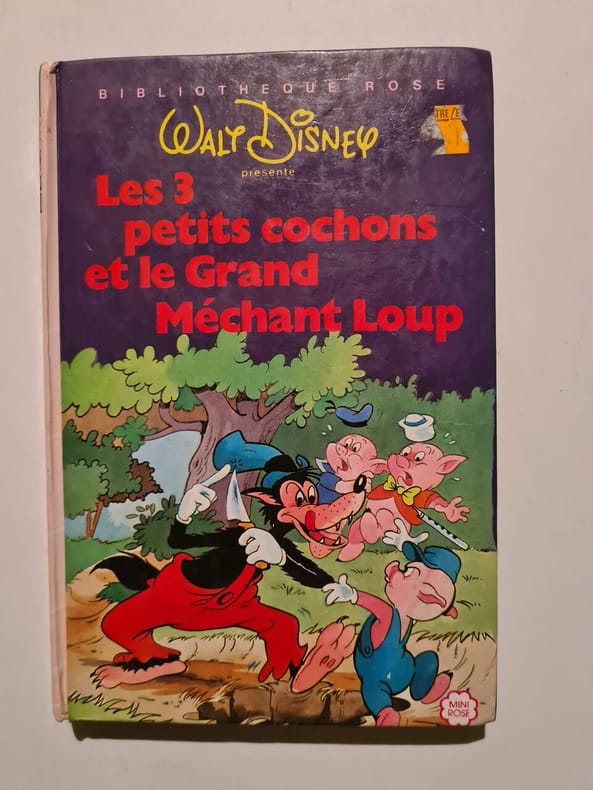 BIBLIOTHEQUE ROSE
WALT DISNEY
présente
Les 3
petits cochons
et le Grand
Méchant Loup
MINI
ROSE